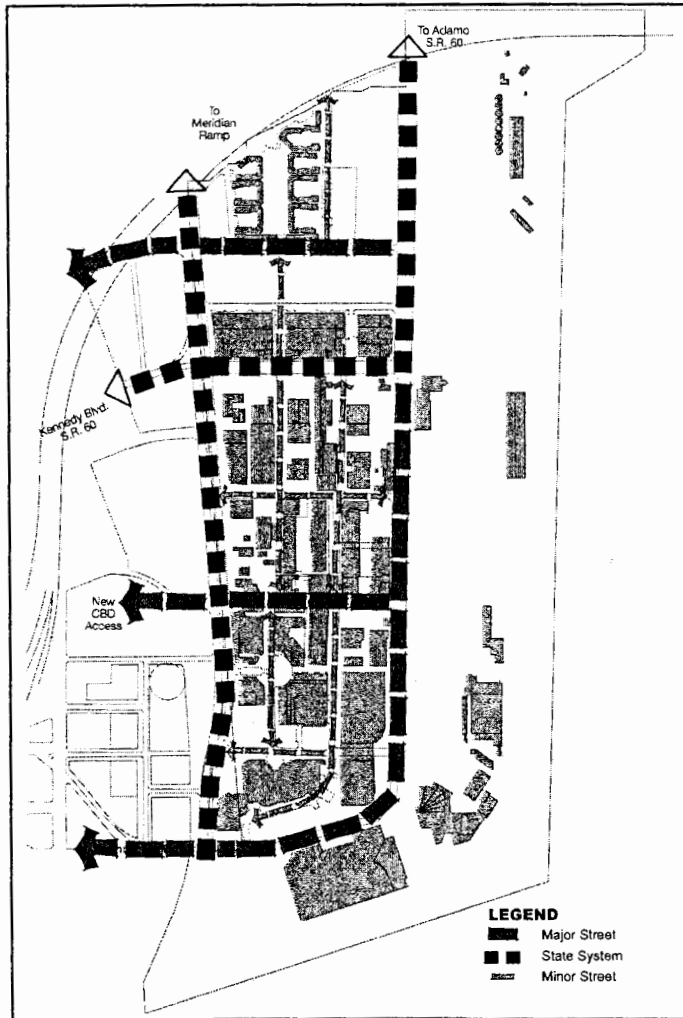 To Adamo
S.R. 60
To
Meridian
Ramp
Kennedy Blvd.
S.R. 60
New
CBD
Access
LEGEND
Major Street
State System
Minor Street